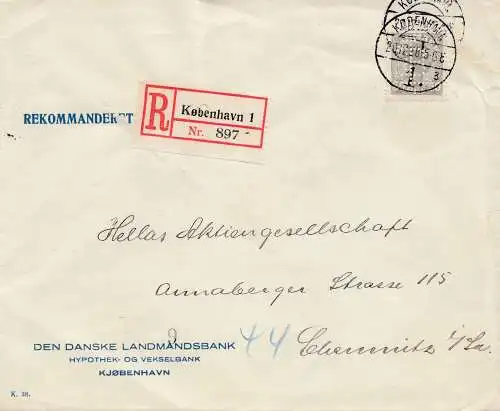 KØBENHAVN
REKOMMANDERET
R
København 1
Nr. 897
Hellas Aktiengesellschaft
Annaberger Strasse 115
44 Chemnitz i/Sa.
DEN DANSKE LANDMANDSBANK
HYPOTHEK- OG VEKSELBANK
KJØBENHAVN
K. 38.